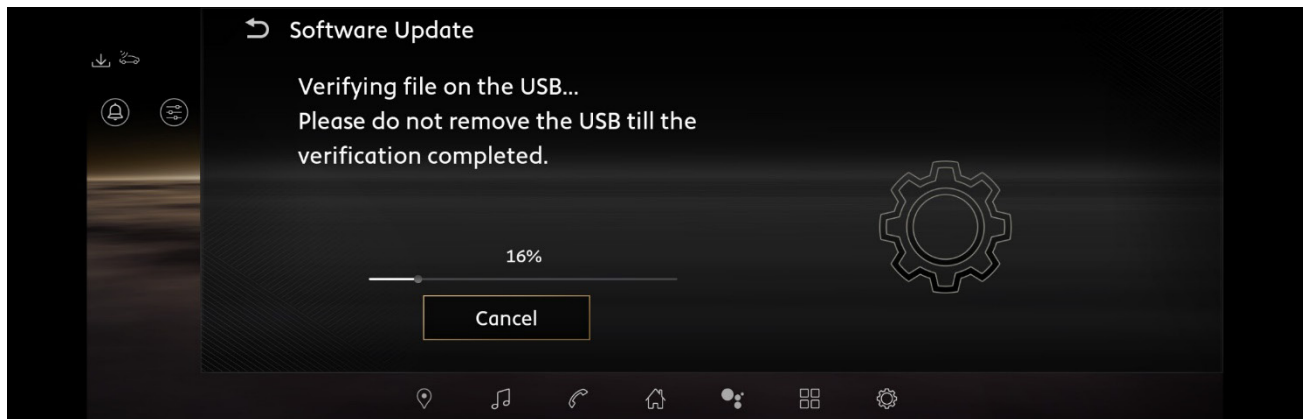 Software Update
Verifying file on the USB...
Please do not remove the USB till the
verification completed.
16%
Cancel